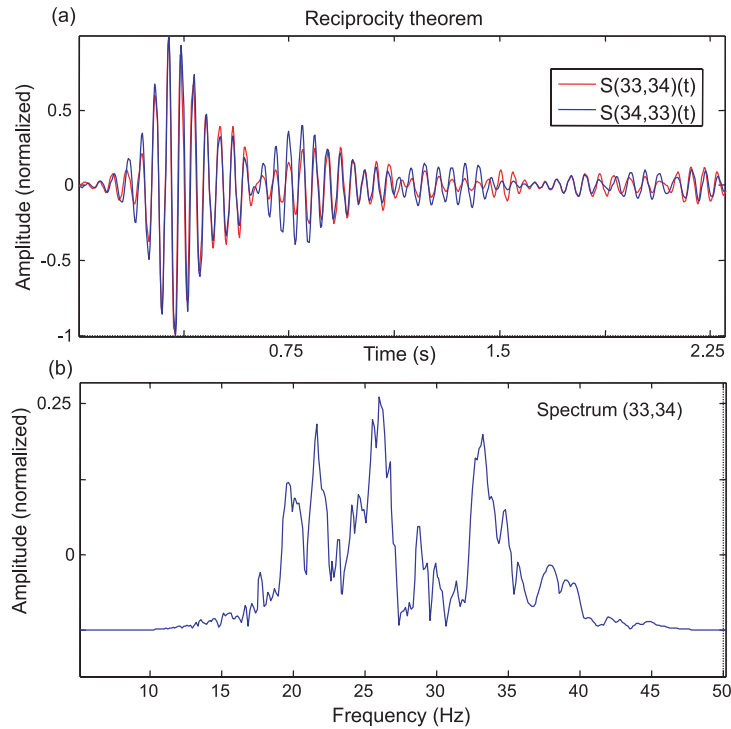 (a)
Reciprocity theorem
S(33,34)(t)
S(34,33)(t)
Amplitude (normalized)
0.5
0
-0.5
-1
0.75
1.5
2.25
Time (s)
(b)
Spectrum (33,34)
Amplitude (normalized)
0.25
0
10
15
20
25
30
35
40
45
50
Frequency (Hz)